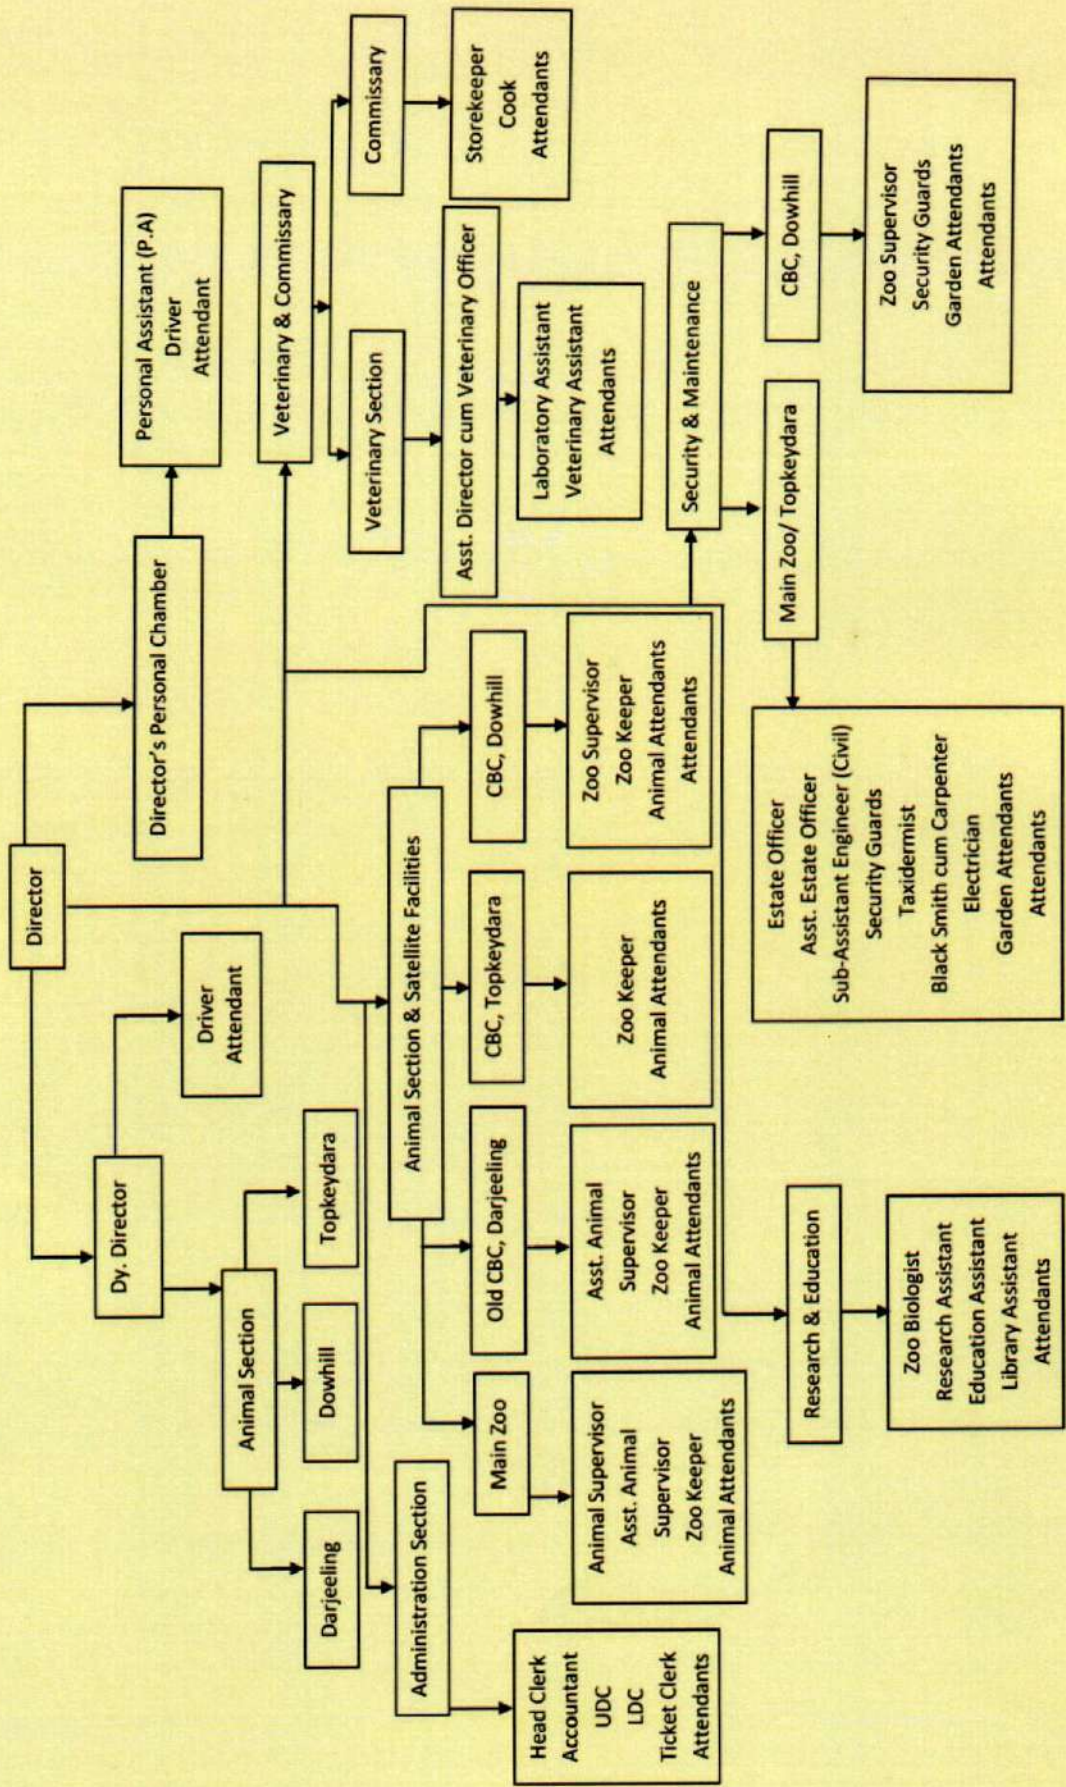 Director
Dy. Director
Driver
Attendant
Director's Personal Chamber
Personal Assistant (P.A)
Driver
Attendant
Animal Section
Darjeeling
Dowhill
Topkeydara
Veterinary & Commissary
Veterinary Section
Commissary
Asst. Director cum Veterinary Officer
Storekeeper
Cook
Attendants
Laboratory Assistant
Veterinary Assistant
Attendants
Administration Section
Head Clerk
Accountant
UDC
LDC
Ticket Clerk
Attendants
Animal Section & Satellite Facilities
Main Zoo
Old CBC, Darjeeling
CBC, Topkeydara
CBC, Dowhill
Animal Supervisor
Asst. Animal
Supervisor
Zoo Keeper
Animal Attendants
Asst. Animal
Supervisor
Zoo Keeper
Animal Attendants
Zoo Keeper
Animal Attendants
Zoo Supervisor
Zoo Keeper
Animal Attendants
Attendants
Security & Maintenance
Main Zoo/ Topkeydara
CBC, Dowhill
Estate Officer
Asst. Estate Officer
Sub-Assistant Engineer (Civil)
Security Guards
Taxidermist
Black Smith cum Carpenter
Electrician
Garden Attendants
Attendants
Zoo Supervisor
Security Guards
Garden Attendants
Attendants
Research & Education
Zoo Biologist
Research Assistant
Education Assistant
Library Assistant
Attendants